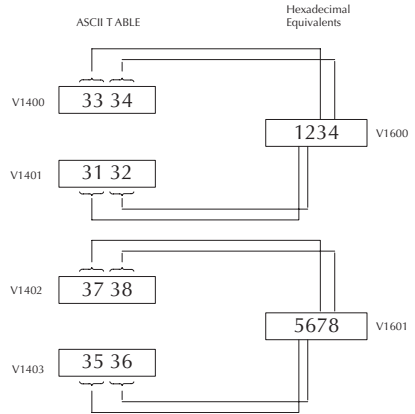 ASCII T ABLE
Hexadecimal
Equivalents
V1400
33 34
1234
V1600
V1401
31 32
V1402
37 38
5678
V1601
V1403
35 36